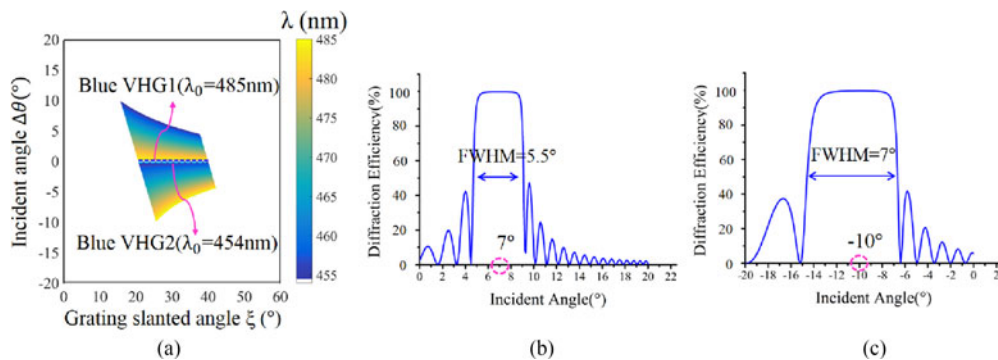 (a)
λ (nm)
20
15
10
5
0
-5
-10
-15
-20
Incident angle Δθ(°)
Blue VHG1(λ0=485nm)
Blue VHG2(λ0=454nm)
0 10 20 30 40 50 60
Grating slanted angle ξ (°)
485
480
475
470
465
460
455
(a)
(b)
Diffraction Efficiency(%)
100
80
60
40
20
0
FWHM=5.5°
7°
0 2 4 6 8 10 12 14 16 18 20 22
Incident Angle(°)
(b)
(c)
Diffraction Efficiency(%)
100
80
60
40
20
0
FWHM=7°
-10°
-20 -18 -16 -14 -12 -10 -8 -6 -4 -2 0 2
Incident Angle(°)
(c)